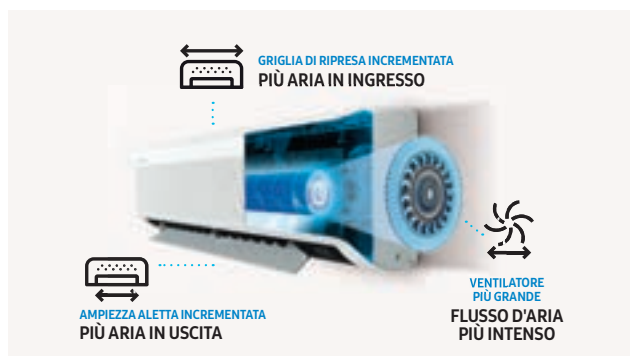 GRIGLIA DI RIPRESA INCREMENTATA
PIÙ ARIA IN INGRESSO
AMPIEZZA ALETTA INCREMENTATA
PIÙ ARIA IN USCITA
VENTILATORE
PIÙ GRANDE
FLUSSO D'ARIA
PIÙ INTENSO